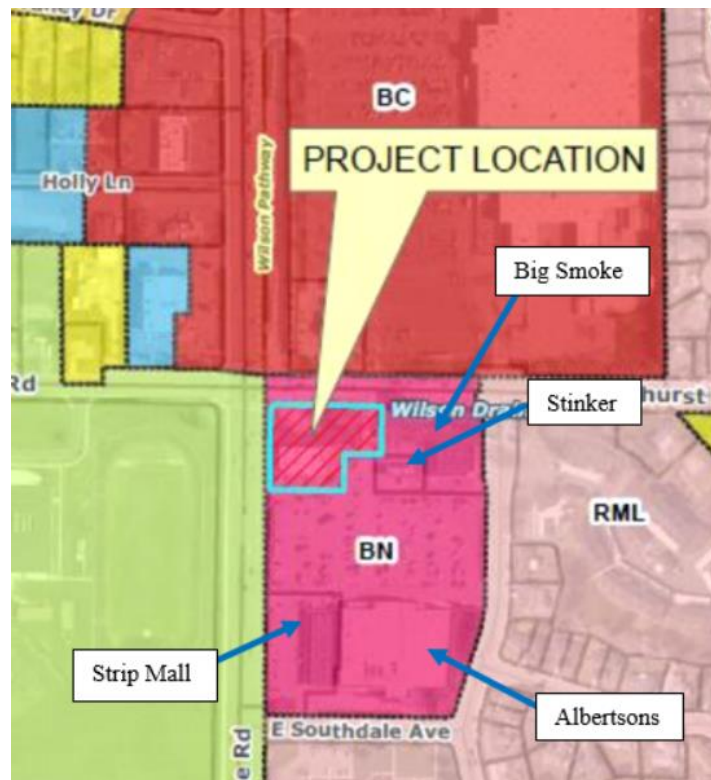 Dr
BC
PROJECT LOCATION
Holly Ln
Wilson Pathway
Big Smoke
Rd
Stinker
Wilson Drain
hurst
RML
BN
Strip Mall
Albertsons
E Southdale Ave
e Rd